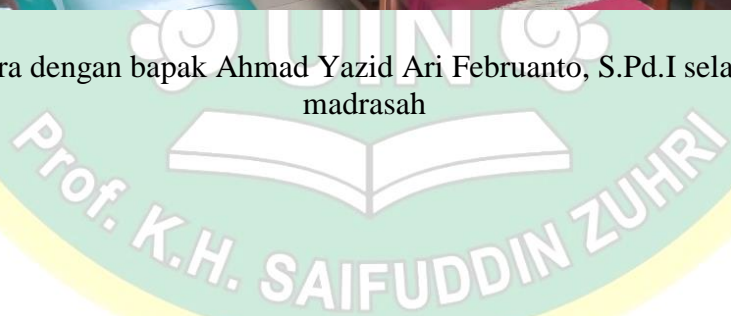 UIN
ra dengan bapak Ahmad Yazid Ari Februanto, S.Pd.I sela
madrasah
Prof. K.H. SAIFUDDIN ZUHRI